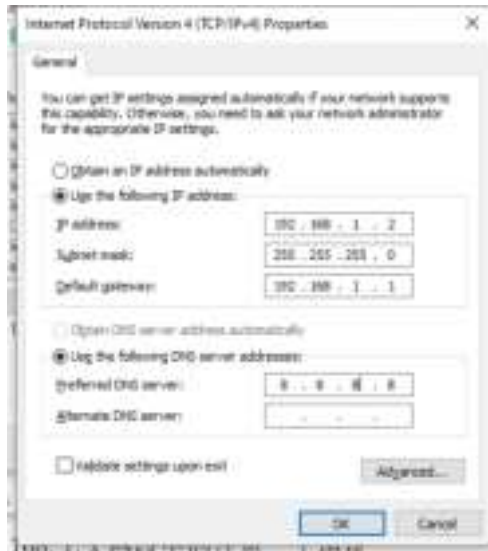 Internet Protocol Version 4 (TCP/IPv4) Properties
General
You can get IP settings assigned automatically if your network supports
this capability. Otherwise, you need to ask your network administrator
for the appropriate IP settings.
Obtain an IP address automatically
Use the following IP address:
IP address: 192 . 168 . 1 . 2
Subnet mask: 255 . 255 . 255 . 0
Default gateway: 192 . 168 . 1 . 1
Obtain DNS server address automatically
Use the following DNS server addresses:
Preferred DNS server: 8 . 8 . 8 . 8
Alternate DNS server: . . .
Validate settings upon exit
Advanced...
OK Cancel